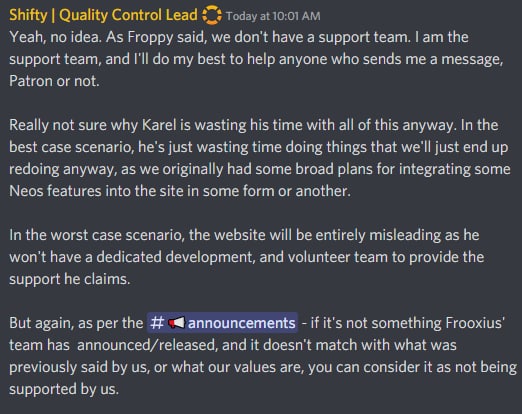 Shifty | Quality Control Lead Today at 10:01 AM
Yeah, no idea. As Froppy said, we don't have a support team. I am the
support team, and I'll do my best to help anyone who sends me a message,
Patron or not.
Really not sure why Karel is wasting his time with all of this anyway. In the
best case scenario, he's just wasting time doing things that we'll just end up
redoing anyway, as we originally had some broad plans for integrating some
Neos features into the site in some form or another.
In the worst case scenario, the website will be entirely misleading as he
won't have a dedicated development, and volunteer team to provide the
support he claims.
But again, as per the # 📢 announcements - if it's not something Frooxius'
team has announced/released, and it doesn't match with what was
previously said by us, or what our values are, you can consider it as not being
supported by us.